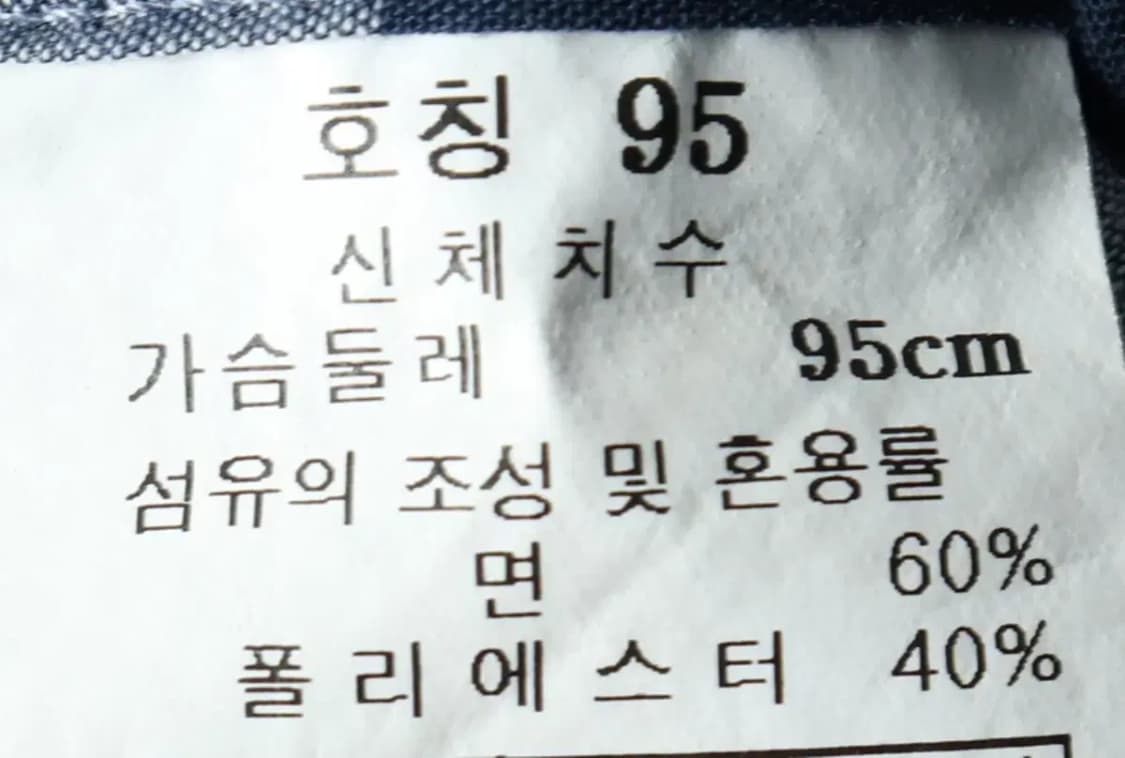 호칭 95
신체치수
가슴둘레 95cm
섬유의 조성 및 혼용률
면 60%
폴리에스터 40%